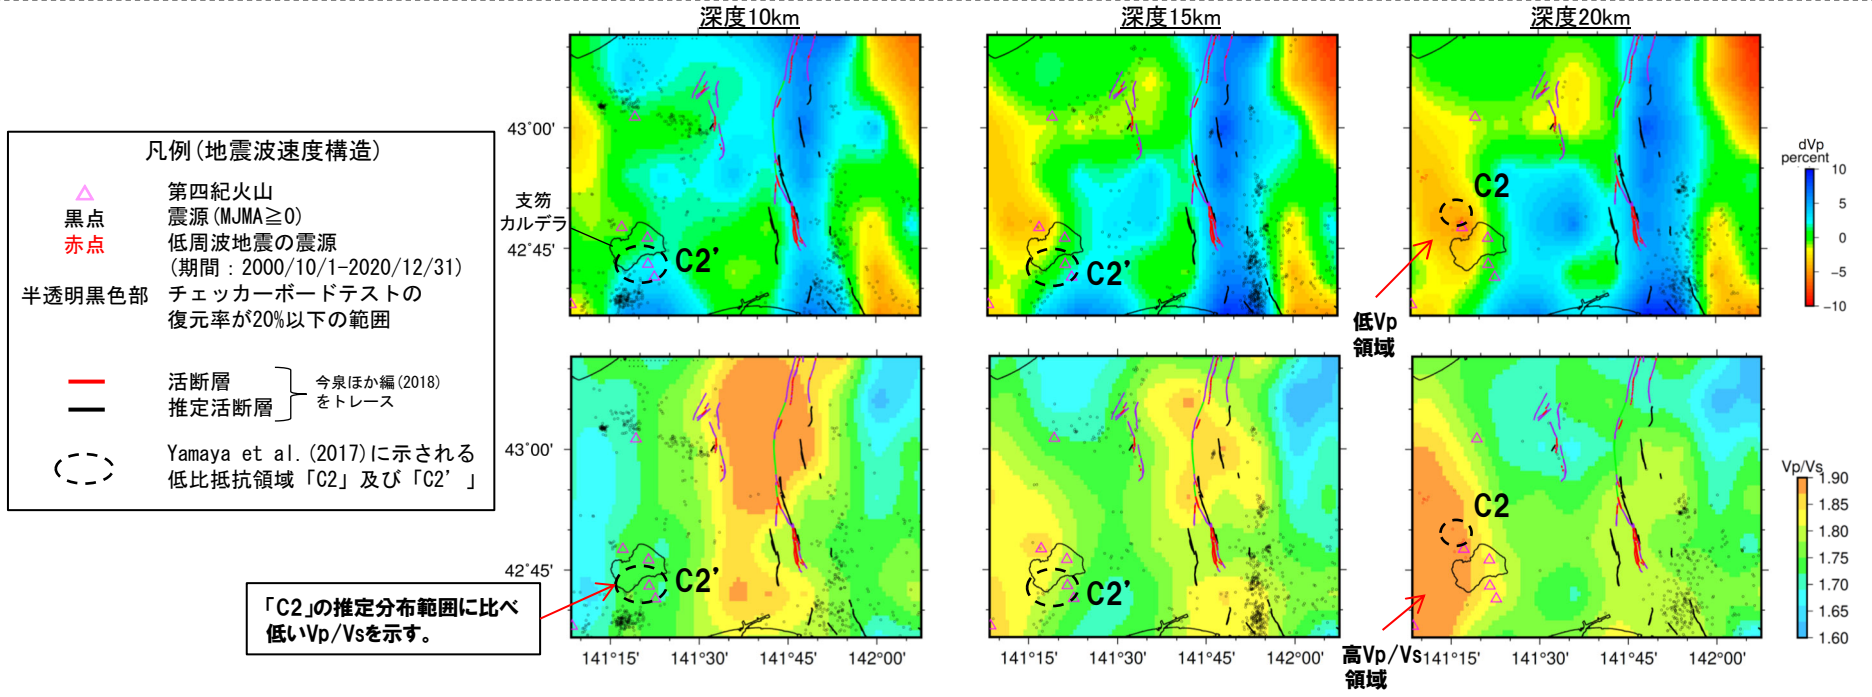 深度10km
深度15km
深度20km
凡例(地震波速度構造)
第四紀火山
黒点
震源(MJMA≧0)
赤点
低周波地震の震源
(期間：2000/10/1-2020/12/31)
半透明黒色部
チェッカーボードテストの
復元率が20%以下の範囲
活断層
推定活断層
今泉ほか編(2018)
をトレース
Yamaya et al.(2017)に示される
低比抵抗領域「C2」及び「C2’」
43°00'
42°45'
支笏
カルデラ
C2’
C2’
C2
低Vp
領域
dVp
percent
10
5
0
−5
−10
43°00'
42°45'
C2’
C2’
C2
「C2」の推定分布範囲に比べ
低いVp/Vsを示す。
高Vp/Vs
領域
Vp/Vs
1.90
1.85
1.80
1.75
1.70
1.65
1.60
141°15' 141°30' 141°45' 142°00'
141°15' 141°30' 141°45' 142°00'
141°15' 141°30' 141°45' 142°00'